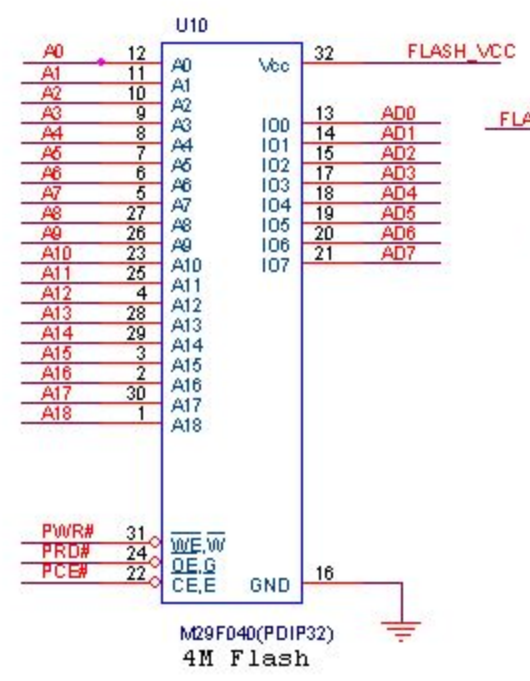 U10
A0 12 A0 Vcc 32 FLASH_VCC
A1 11 A1
A2 10 A2
A3 9 A3 IO0 13 AD0 FLA
A4 8 A4 IO1 14 AD1
A5 7 A5 IO2 15 AD2
A6 6 A6 IO3 17 AD3
A7 5 A7 IO4 18 AD4
A8 27 A8 IO5 19 AD5
A9 26 A9 IO6 20 AD6
A10 23 A10 IO7 21 AD7
A11 25 A11
A12 4 A12
A13 28 A13
A14 29 A14
A15 3 A15
A16 2 A16
A17 30 A17
A18 1 A18
PWR# 31 WE,W
PRD# 24 OE,G
PCE# 22 CE,E GND 16
M29F040(PDIP32)
4M Flash